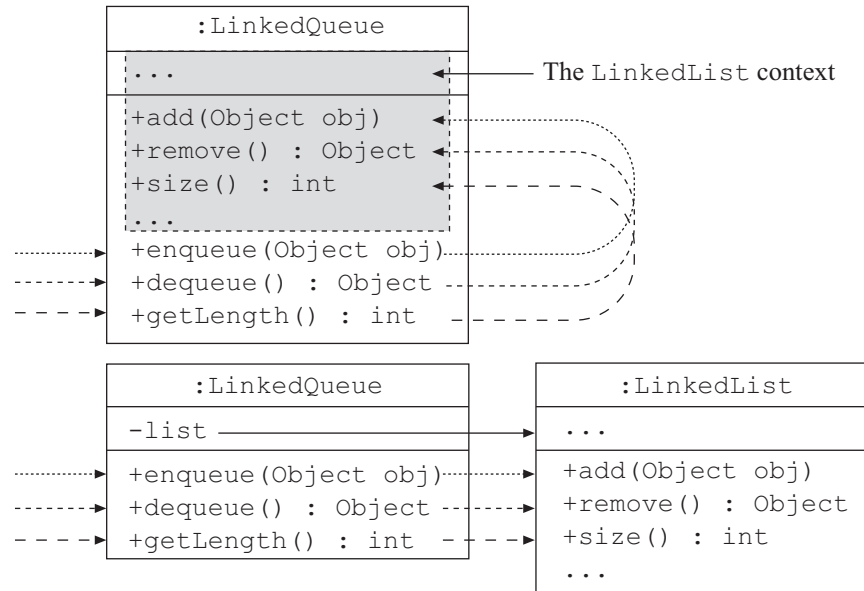 :LinkedQueue
...
The LinkedList context
+add(Object obj)
+remove() : Object
+size() : int
...
+enqueue(Object obj)
+dequeue() : Object
+getLength() : int
:LinkedQueue
:LinkedList
-list
...
+enqueue(Object obj)
+dequeue() : Object
+getLength() : int
+add(Object obj)
+remove() : Object
+size() : int
...